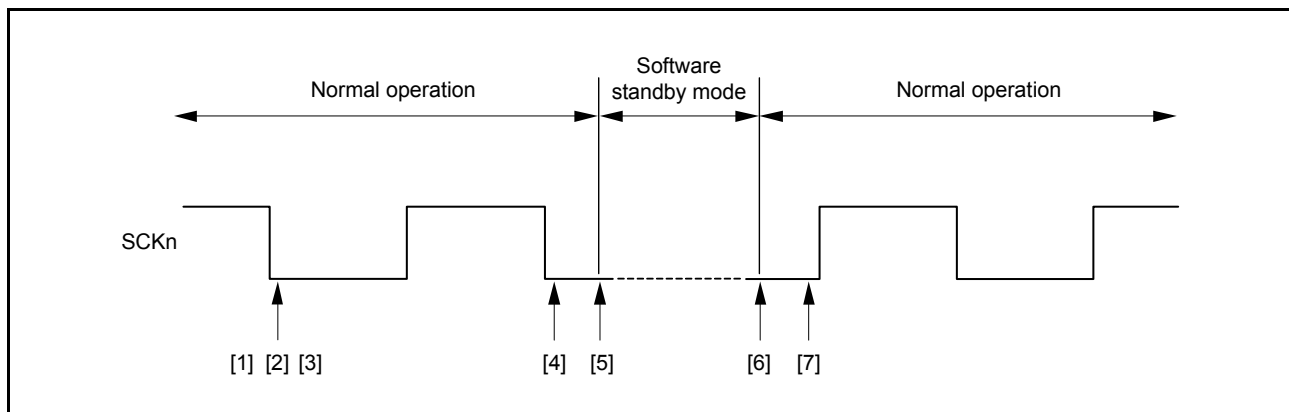 Software
standby mode
Normal operation
Normal operation
SCKn
[1] [2] [3]
[4] [5]
[6] [7]